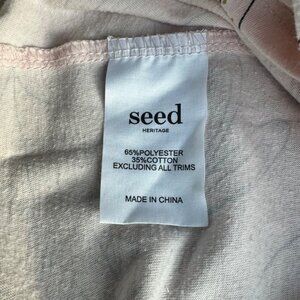 seed
HERITAGE
65%POLYESTER
35%COTTON
EXCLUDING ALL TRIMS
MADE IN CHINA